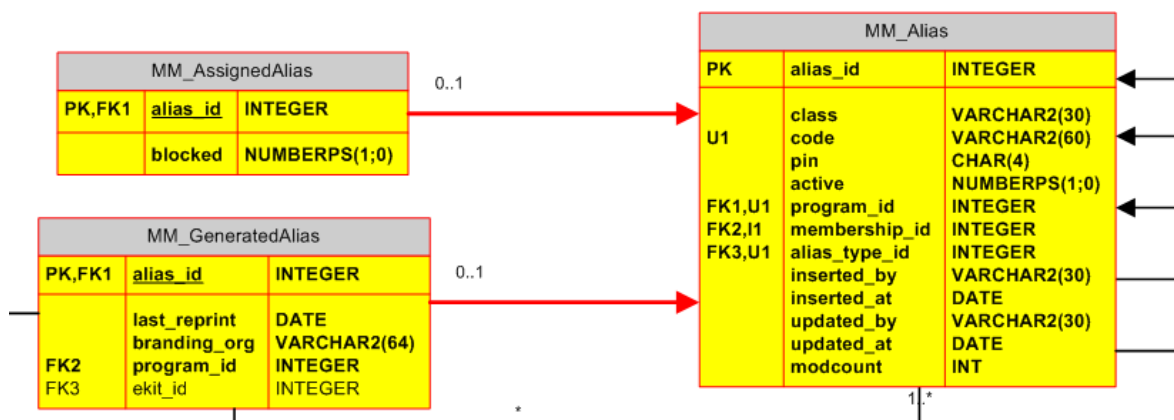 MM_AssignedAlias
PK,FK1 alias_id INTEGER
blocked NUMBERPS(1;0)
0..1
MM_GeneratedAlias
PK,FK1 alias_id INTEGER
last_reprint DATE
branding_org VARCHAR2(64)
FK2 program_id INTEGER
FK3 ekit_id INTEGER
0..1
*
MM_Alias
PK alias_id INTEGER
class VARCHAR2(30)
U1 code VARCHAR2(60)
pin CHAR(4)
active NUMBERPS(1;0)
FK1,U1 program_id INTEGER
FK2,I1 membership_id INTEGER
FK3,U1 alias_type_id INTEGER
inserted_by VARCHAR2(30)
inserted_at DATE
updated_by VARCHAR2(30)
updated_at DATE
modcount INT
1..*